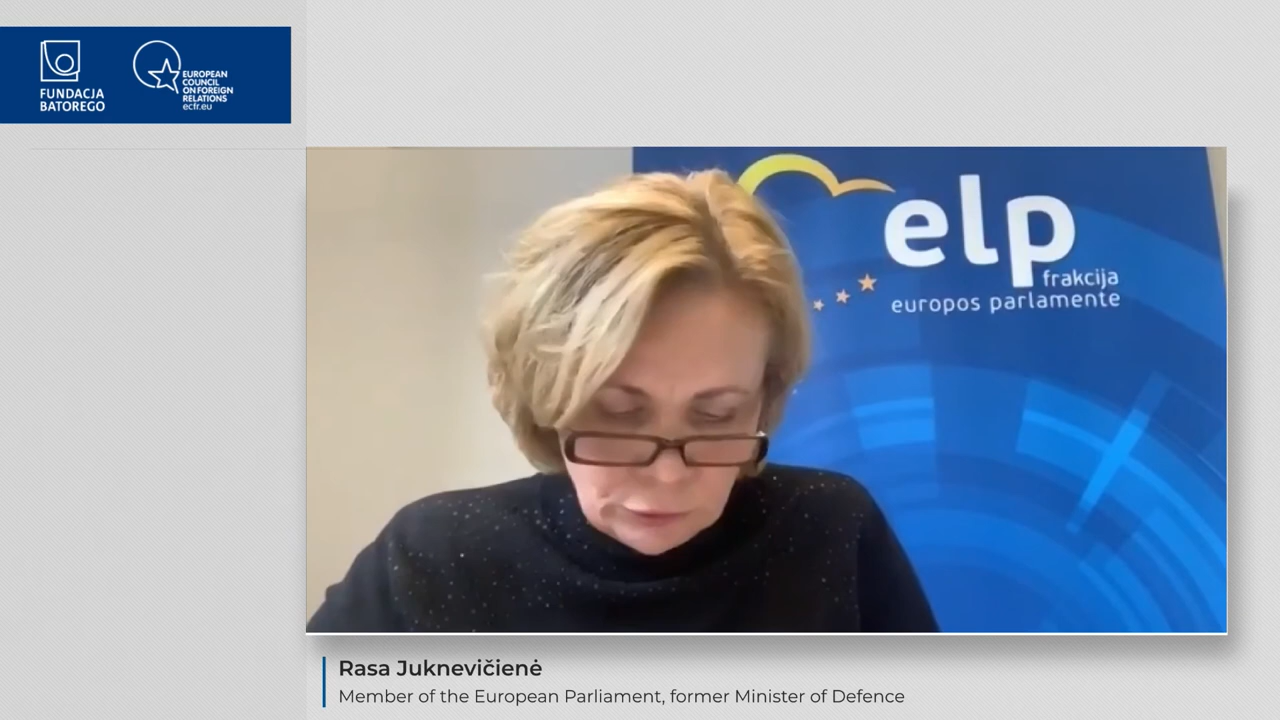 FUNDACJA
BATOREGO
EUROPEAN
COUNCIL
ON FOREIGN
RELATIONS
ecfr.eu
elp
frakcija
europos parlamente
Rasa Juknevičienė
Member of the European Parliament, former Minister of Defence